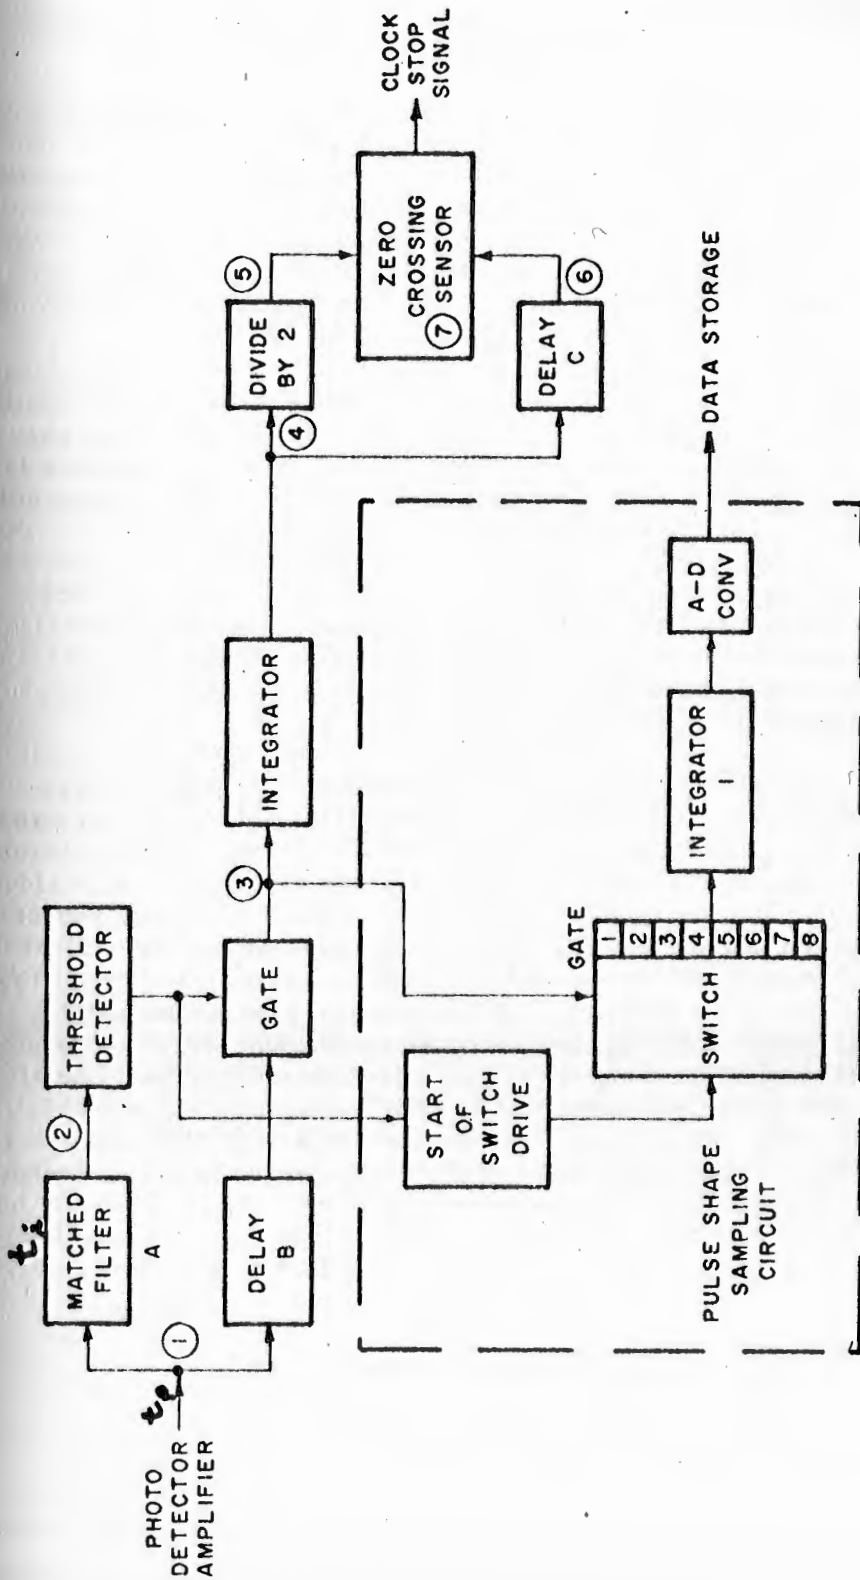 PHOTO
DETECTOR
AMPLIFIER
1
MATCHED
FILTER
A
2
THRESHOLD
DETECTOR
DELAY
B
GATE
3
INTEGRATOR
4
DIVIDE
BY 2
5
DELAY
C
6
ZERO
CROSSING
7 SENSOR
CLOCK
STOP
SIGNAL
START
OF
SWITCH
DRIVE
SWITCH
GATE
1
2
3
4
5
6
7
8
INTEGRATOR
1
A-D
CONV
DATA STORAGE
PULSE SHAPE
SAMPLING
CIRCUIT